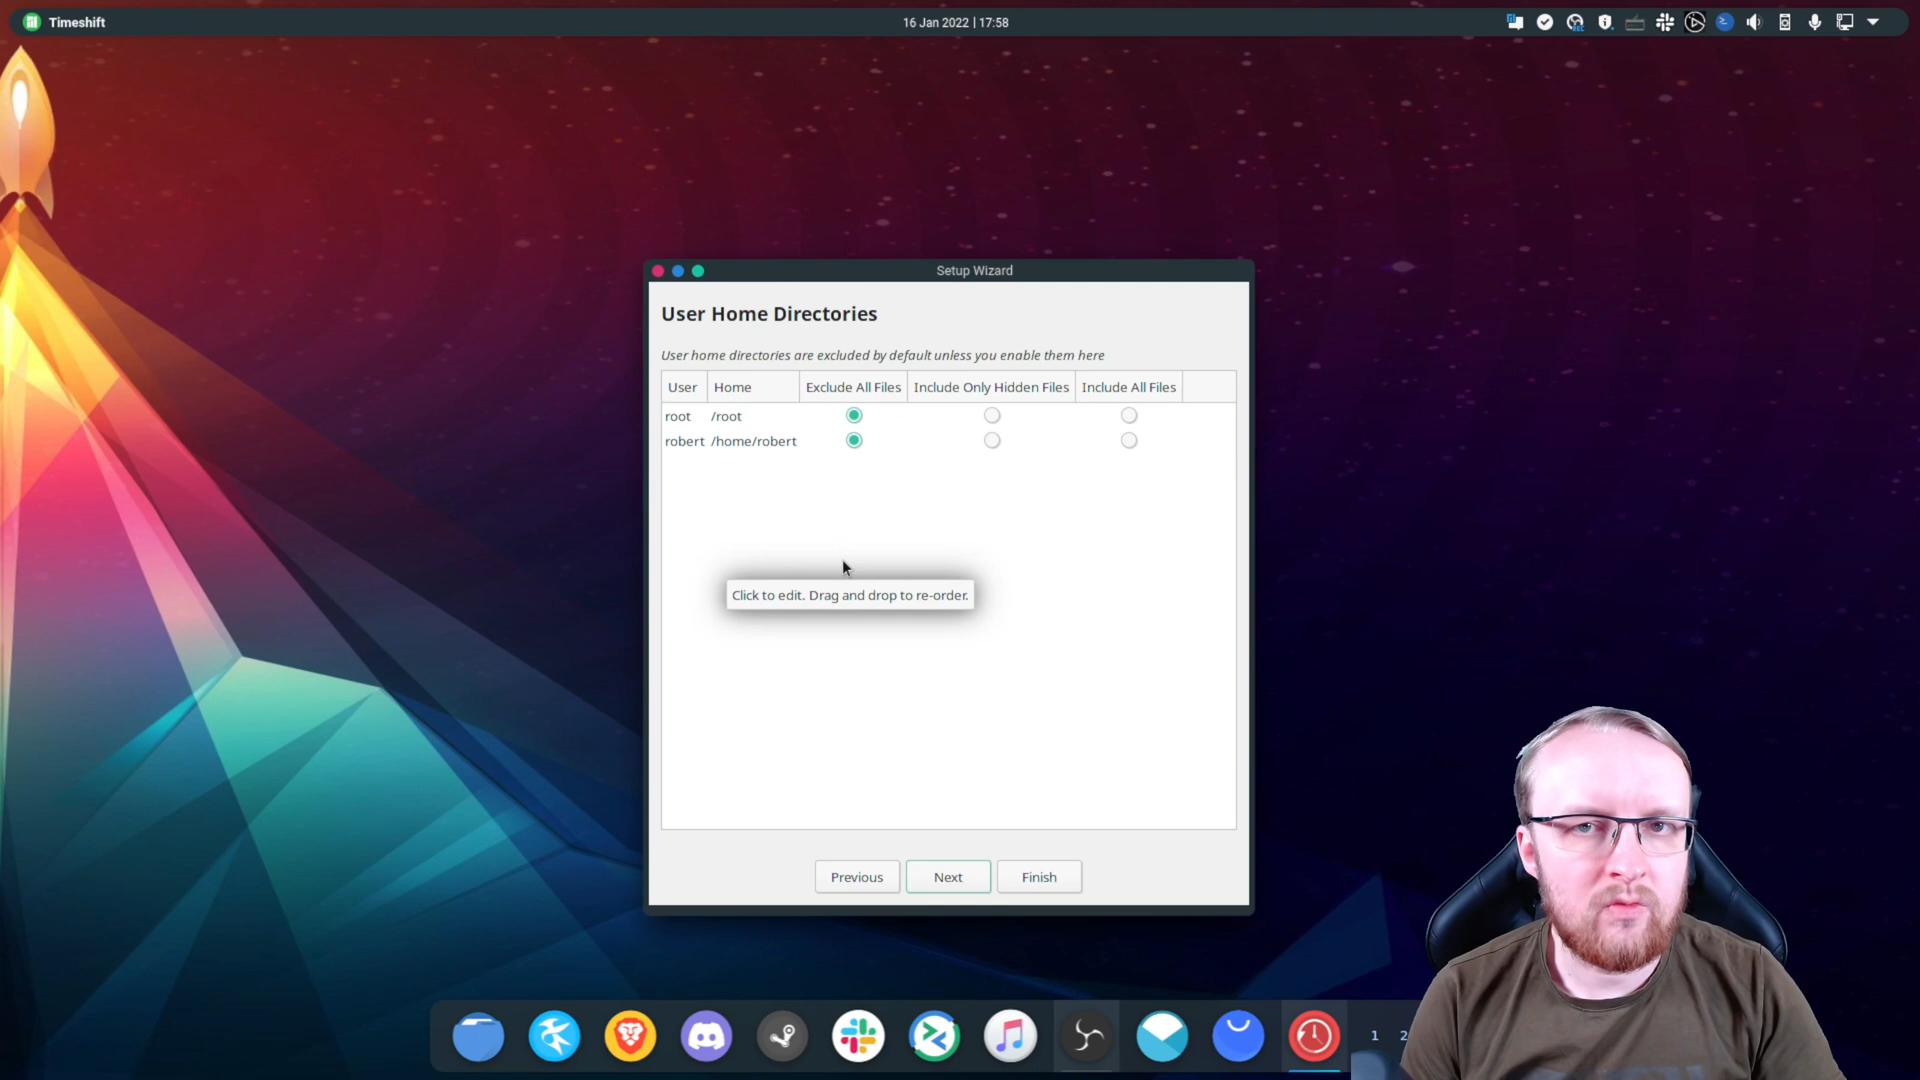 Timeshift
16 Jan 2022 | 17:58
REC
Setup Wizard
User Home Directories
User home directories are excluded by default unless you enable them here
User Home Exclude All Files Include Only Hidden Files Include All Files
root /root
robert /home/robert
Click to edit. Drag and drop to re-order.
Previous Next Finish
1 2